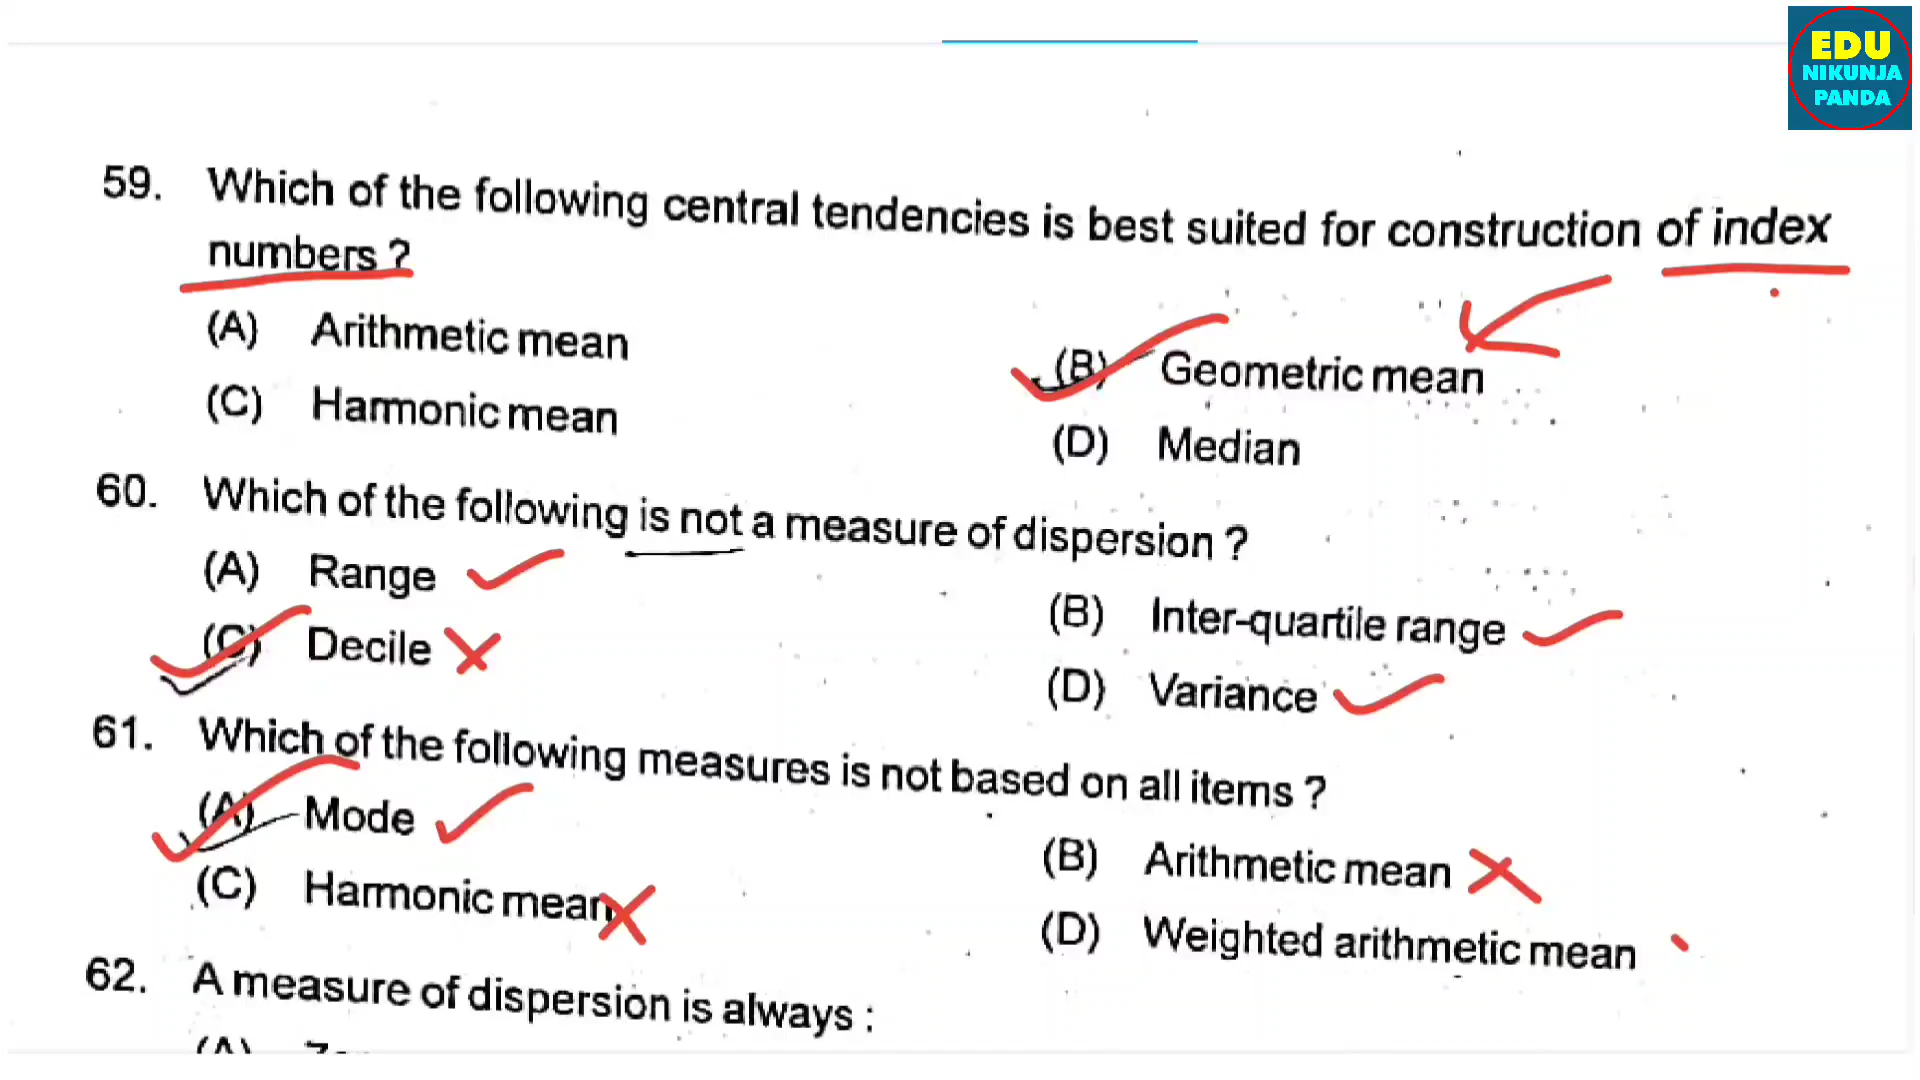 EDU
NIKUNJA
PANDA
59. Which of the following central tendencies is best suited for construction of index
numbers ?
(A) Arithmetic mean
(B) Geometric mean
(C) Harmonic mean
(D) Median
60. Which of the following is not a measure of dispersion ?
(A) Range
(B) Inter-quartile range
(C) Decile
(D) Variance
61. Which of the following measures is not based on all items ?
(A) Mode
(B) Arithmetic mean
(C) Harmonic mean
(D) Weighted arithmetic mean
62. A measure of dispersion is always :
(A)